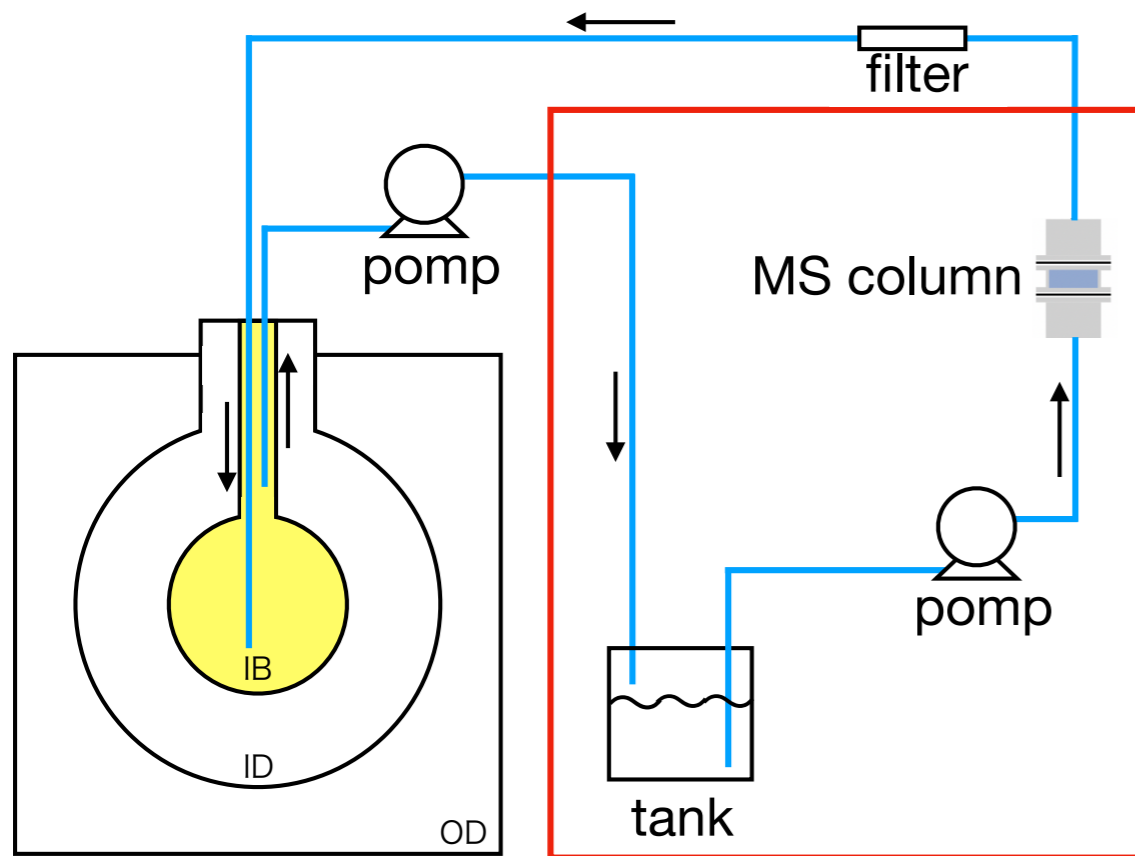 filter
pomp
MS column
pomp
IB
ID
tank
OD